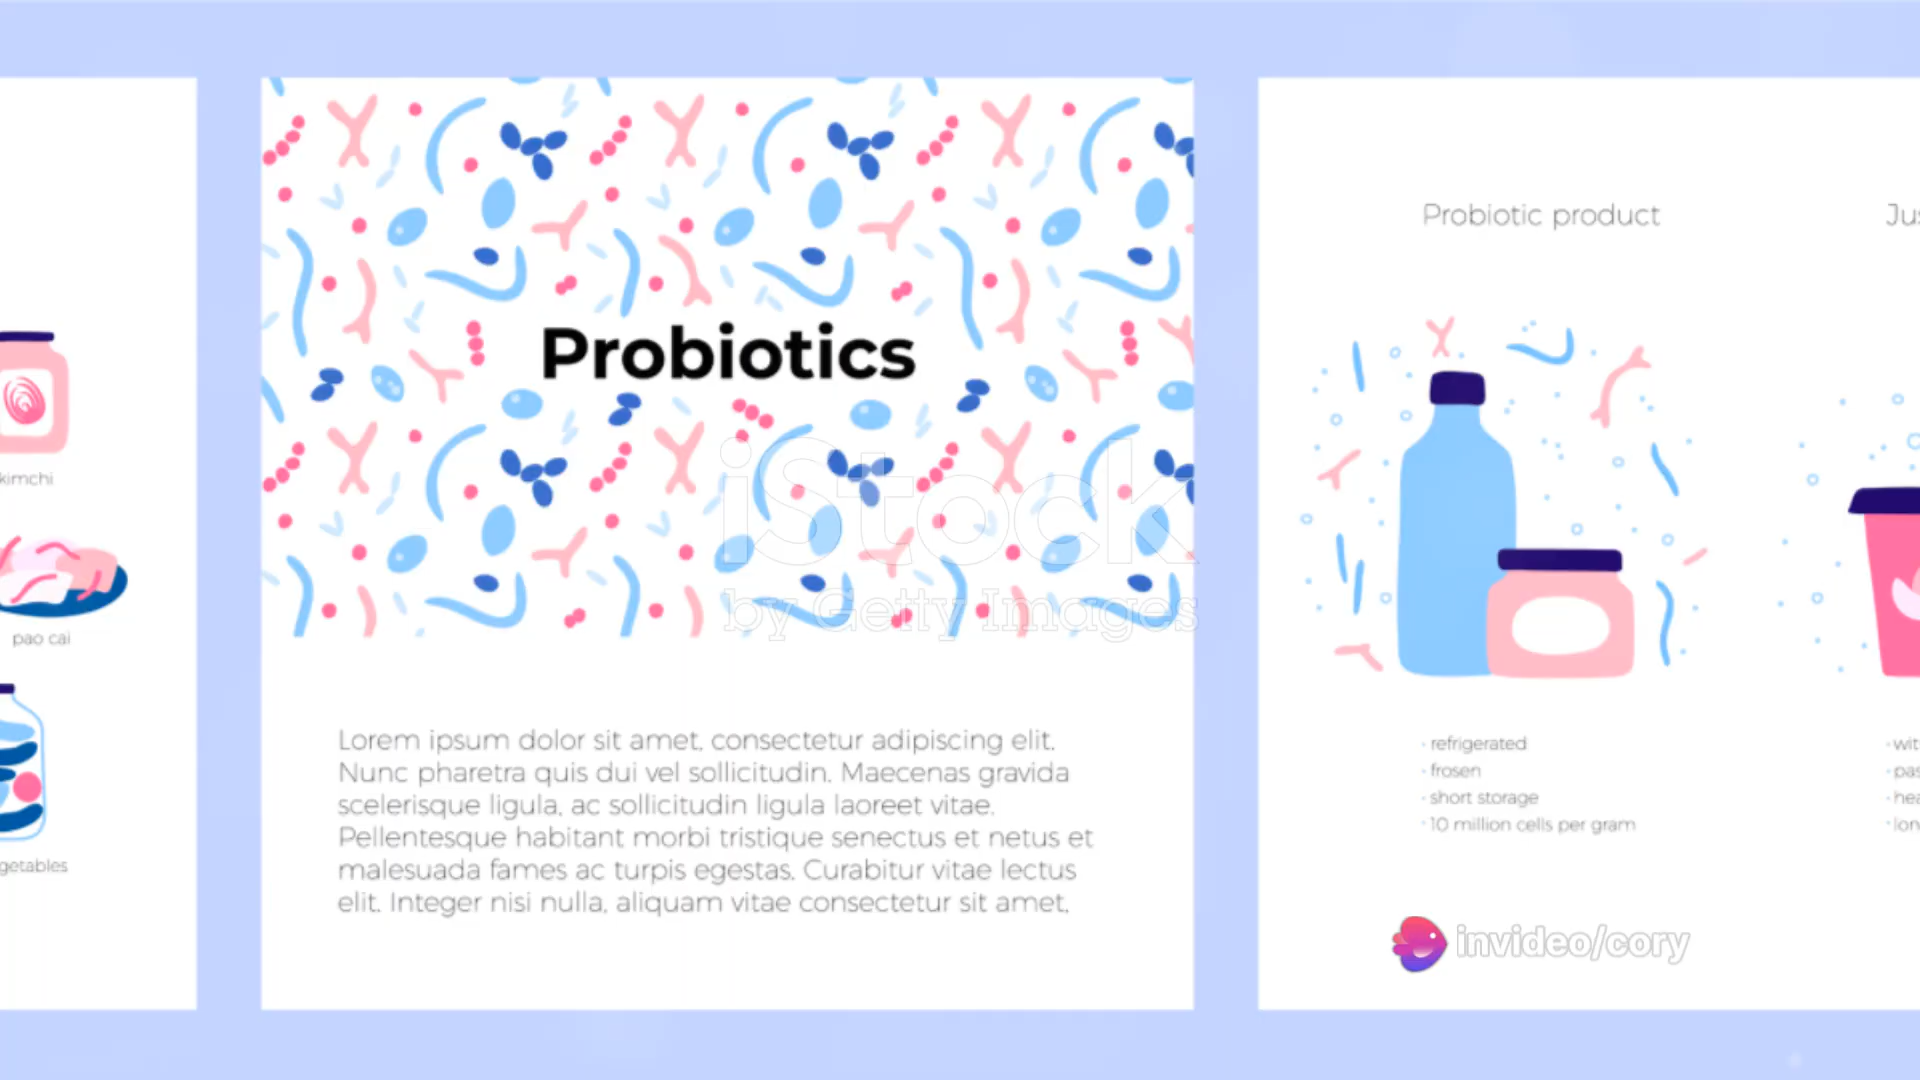 kimchi
pao cai
Probiotics
iStock
by Getty Images
Lorem ipsum dolor sit amet, consectetur adipiscing elit.
Nunc pharetra quis dui vel sollicitudin. Maecenas gravida
scelerisque ligula, ac sollicitudin ligula laoreet vitae.
Pellentesque habitant morbi tristique senectus et netus et
malesuada fames ac turpis egestas. Curabitur vitae lectus
elit. Integer nisi nulla, aliquam vitae consectetur sit amet,
Probiotic product
· refrigerated
· frosen
· short storage
· 10 million cells per gram
invideo/cory